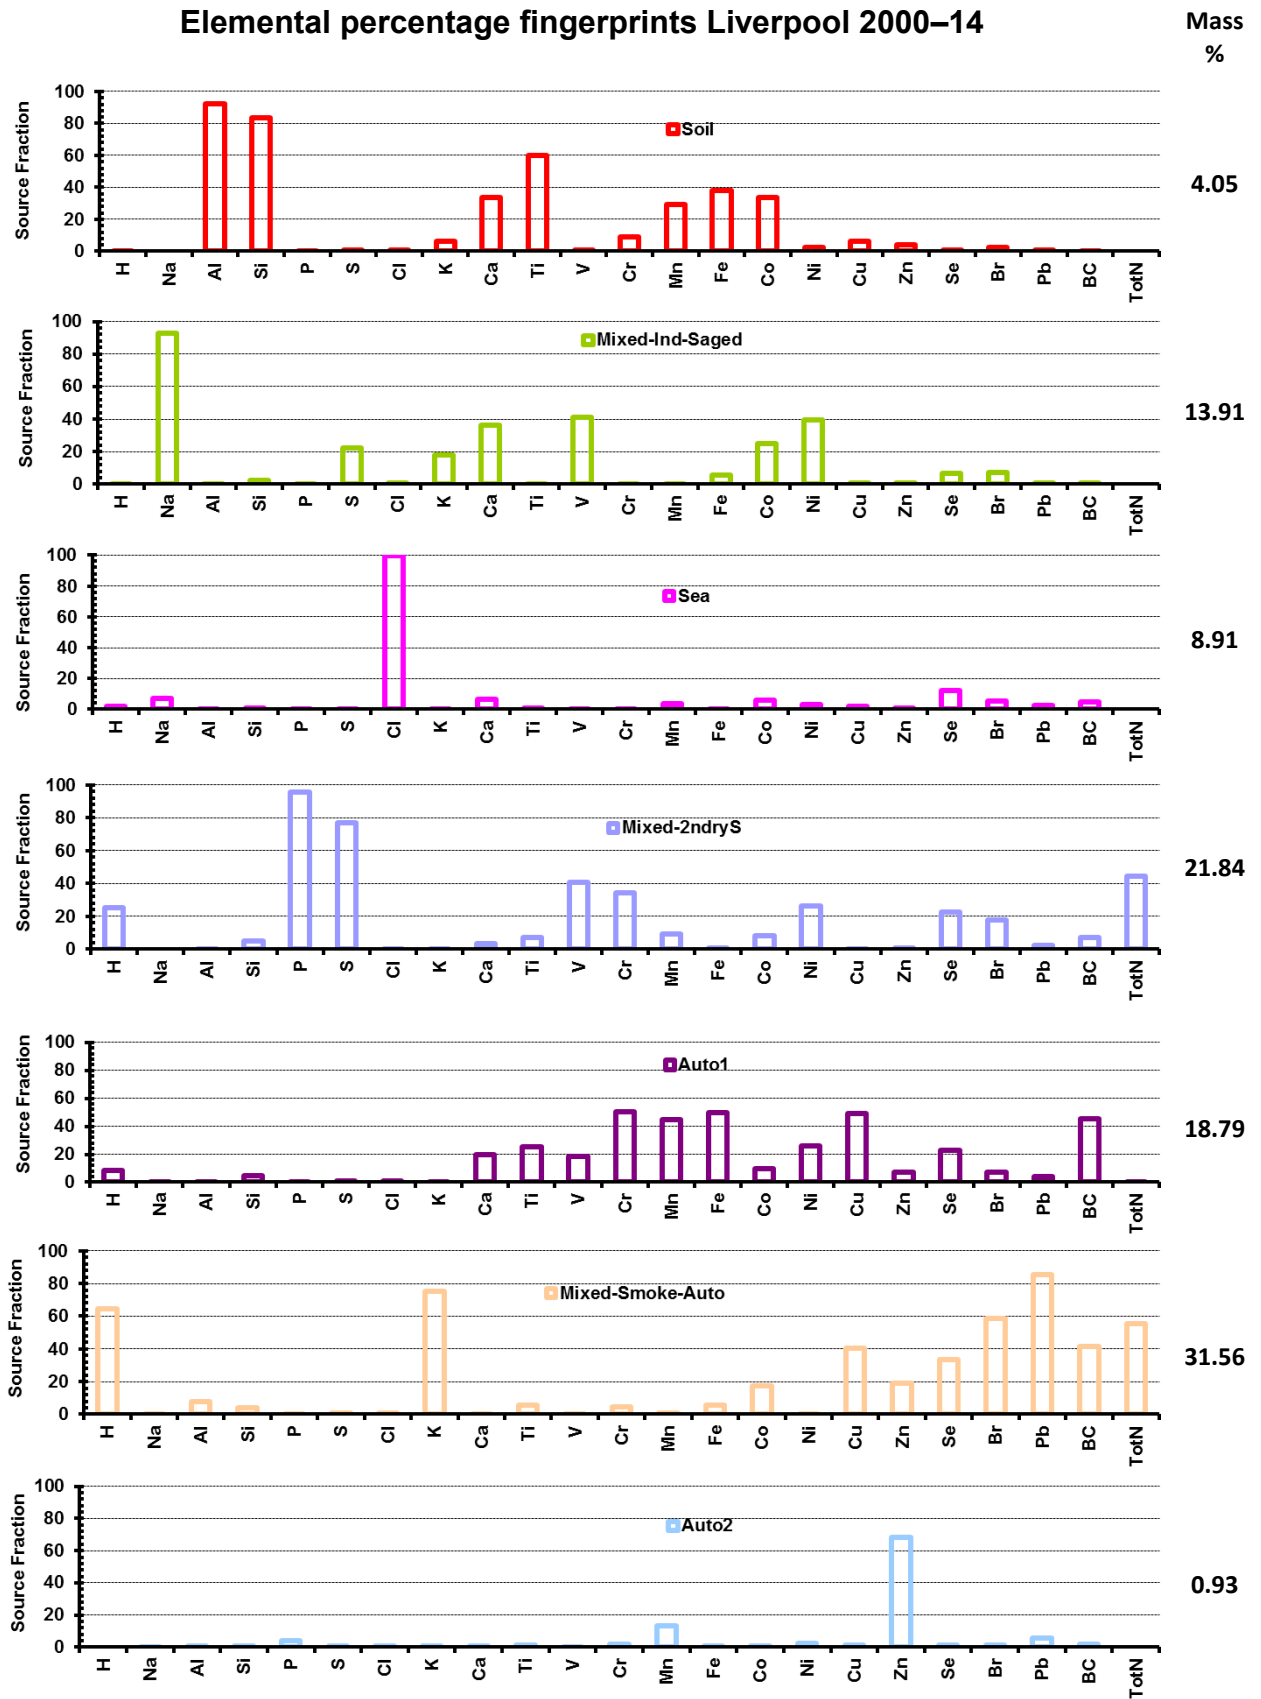 Elemental percentage fingerprints Liverpool 2000–14
Mass
%
Source Fraction
100
80
60
40
20
0
Soil
4.05
H Na Al Si P S Cl K Ca Ti V Cr Mn Fe Co Ni Cu Zn Se Br Pb BC TotN
Source Fraction
100
80
60
40
20
0
Mixed-Ind-Saged
13.91
H Na Al Si P S Cl K Ca Ti V Cr Mn Fe Co Ni Cu Zn Se Br Pb BC TotN
Source Fraction
100
80
60
40
20
0
Sea
8.91
H Na Al Si P S Cl K Ca Ti V Cr Mn Fe Co Ni Cu Zn Se Br Pb BC TotN
Source Fraction
100
80
60
40
20
0
Mixed-2ndryS
21.84
H Na Al Si P S Cl K Ca Ti V Cr Mn Fe Co Ni Cu Zn Se Br Pb BC TotN
Source Fraction
100
80
60
40
20
0
Auto1
18.79
H Na Al Si P S Cl K Ca Ti V Cr Mn Fe Co Ni Cu Zn Se Br Pb BC TotN
Source Fraction
100
80
60
40
20
0
Mixed-Smoke-Auto
31.56
H Na Al Si P S Cl K Ca Ti V Cr Mn Fe Co Ni Cu Zn Se Br Pb BC TotN
Source Fraction
100
80
60
40
20
0
Auto2
0.93
H Na Al Si P S Cl K Ca Ti V Cr Mn Fe Co Ni Cu Zn Se Br Pb BC TotN